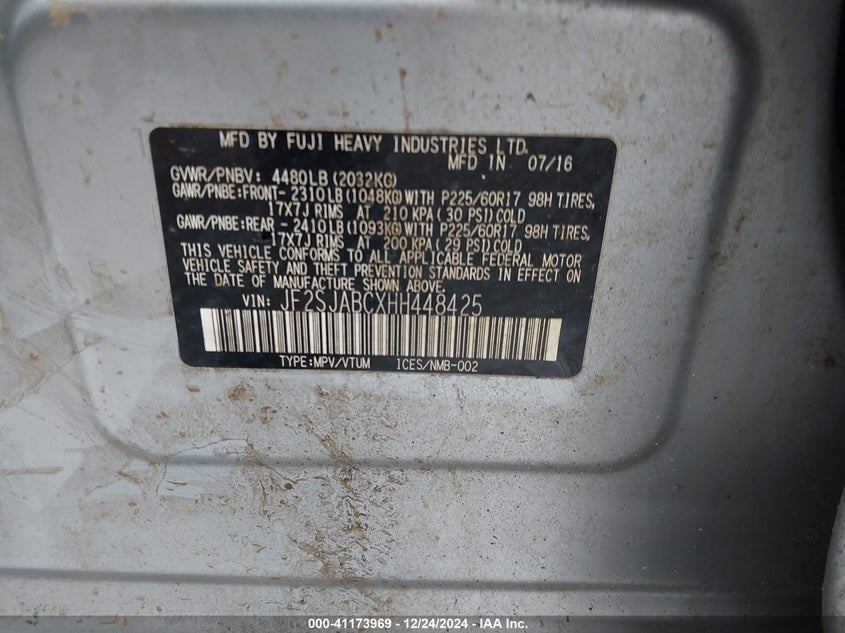 MFD BY FUJI HEAVY INDUSTRIES LTD.
MFD IN 07/16
GVWR/PNBV: 4480LB(2032KG)
GAWR/PNBE:FRONT-2310LB(1048KG)WITH P225/60R17 98H TIRES,
17X7J RIMS AT 210 KPA(30 PSI)COLD
GAWR/PNBE:REAR -2410LB(1093KG)WITH P225/60R17 98H TIRES,
17X7J RIMS AT 200 KPA(29 PSI)COLD
THIS VEHICLE CONFORMS TO ALL APPLICABLE FEDERAL MOTOR
VEHICLE SAFETY AND THEFT PREVENTION STANDARDS IN EFFECT ON
THE DATE OF MANUFACTURE SHOWN ABOVE.
VIN: JF2SJABCXHH448425
TYPE:MPV/VTUM ICES/NMB-002
000-41173969 - 12/24/2024 - IAA Inc.